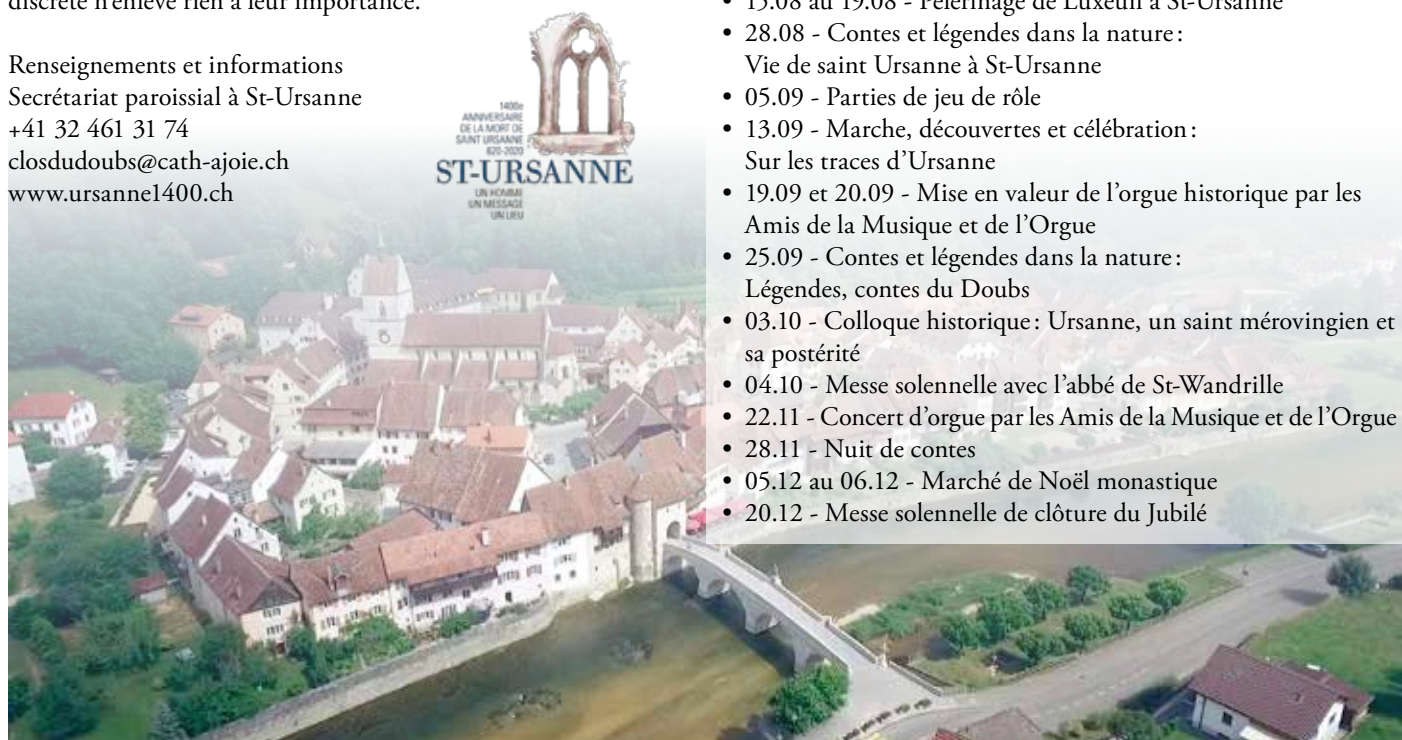 discrète n'enlève rien à leur importance.
Renseignements et informations
Secrétariat paroissial à St-Ursanne
+41 32 461 31 74
closdudoubs@cath-ajoie.ch
www.ursanne1400.ch
1400e
ANNIVERSAIRE
DE LA MORT DE
SAINT URSANNE
620-2020
ST-URSANNE
UN HOMME
UN MESSAGE
UN LIEU
• 15.08 au 19.08 - Pèlerinage de Luxeuil à St-Ursanne
• 28.08 - Contes et légendes dans la nature :
Vie de saint Ursanne à St-Ursanne
• 05.09 - Parties de jeu de rôle
• 13.09 - Marche, découvertes et célébration :
Sur les traces d'Ursanne
• 19.09 et 20.09 - Mise en valeur de l'orgue historique par les
Amis de la Musique et de l'Orgue
• 25.09 - Contes et légendes dans la nature :
Légendes, contes du Doubs
• 03.10 - Colloque historique : Ursanne, un saint mérovingien et
sa postérité
• 04.10 - Messe solennelle avec l'abbé de St-Wandrille
• 22.11 - Concert d'orgue par les Amis de la Musique et de l'Orgue
• 28.11 - Nuit de contes
• 05.12 au 06.12 - Marché de Noël monastique
• 20.12 - Messe solennelle de clôture du Jubilé